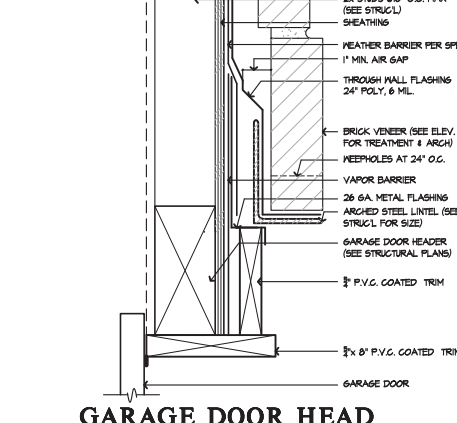 (SEE STRUC'L)
SHEATHING
WEATHER BARRIER PER
1" MIN. AIR GAP
THROUGH WALL FLASHING
24" POLY, 6 MIL.
BRICK VENEER (SEE ELEV.
FOR TREATMENT & ARCH)
WEEPHOLES AT 24" O.C.
VAPOR BARRIER
26 GA. METAL FLASHING
ARCHED STEEL LINTEL (SEE
STRUC'L FOR SIZE)
GARAGE DOOR HEADER
(SEE STRUCTURAL PLANS)
P.V.C. COATED TRIM
x 8" P.V.C. COATED TRIM
GARAGE DOOR
GARAGE DOOR HEAD